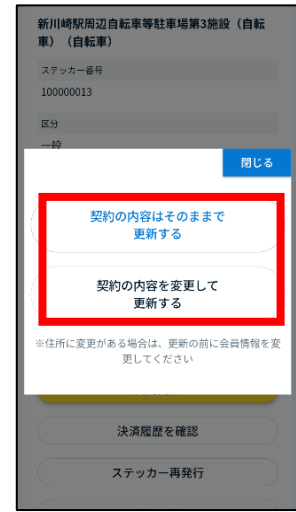 新川崎駅周辺自転車等駐車場第3施設（自転
車）（自転車）
ステッカー番号
100000013
区分
一般
閉じる
契約の内容はそのままで
更新する
契約の内容を変更して
更新する
※住所に変更がある場合は、更新の前に会員情報を変
更してください
決済履歴を確認
ステッカー再発行